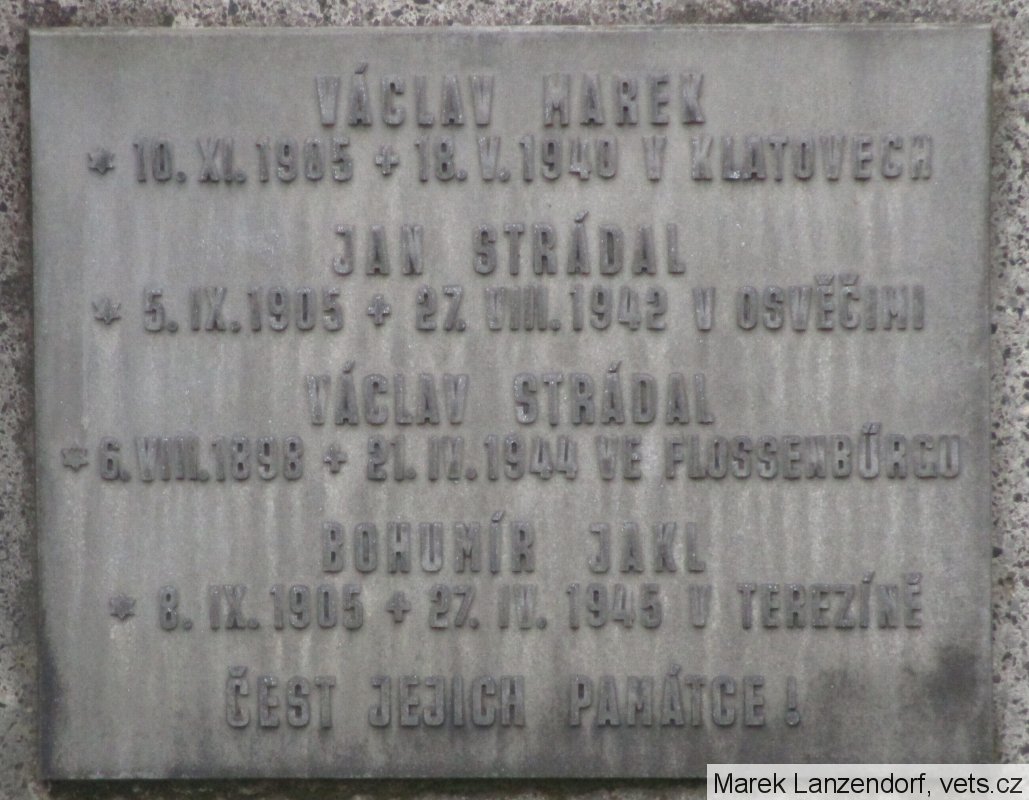 VÁCLAV MAREK
* 10. XI. 1905 + 18. V. 1940 V KLATOVECH
JAN STRÁDAL
* 5. IX. 1905 + 27. VIII. 1942 V OSVĚČIMI
VÁCLAV STRÁDAL
* 6. VIII. 1898 + 21. IV. 1944 VE FLOSSENBÜRGU
BOHUMÍR JAKL
* 8. IX. 1905 + 27. IV. 1945 V TEREZÍNĚ
ČEST JEJICH PAMÁTCE !
Marek Lanzendorf, vets.cz